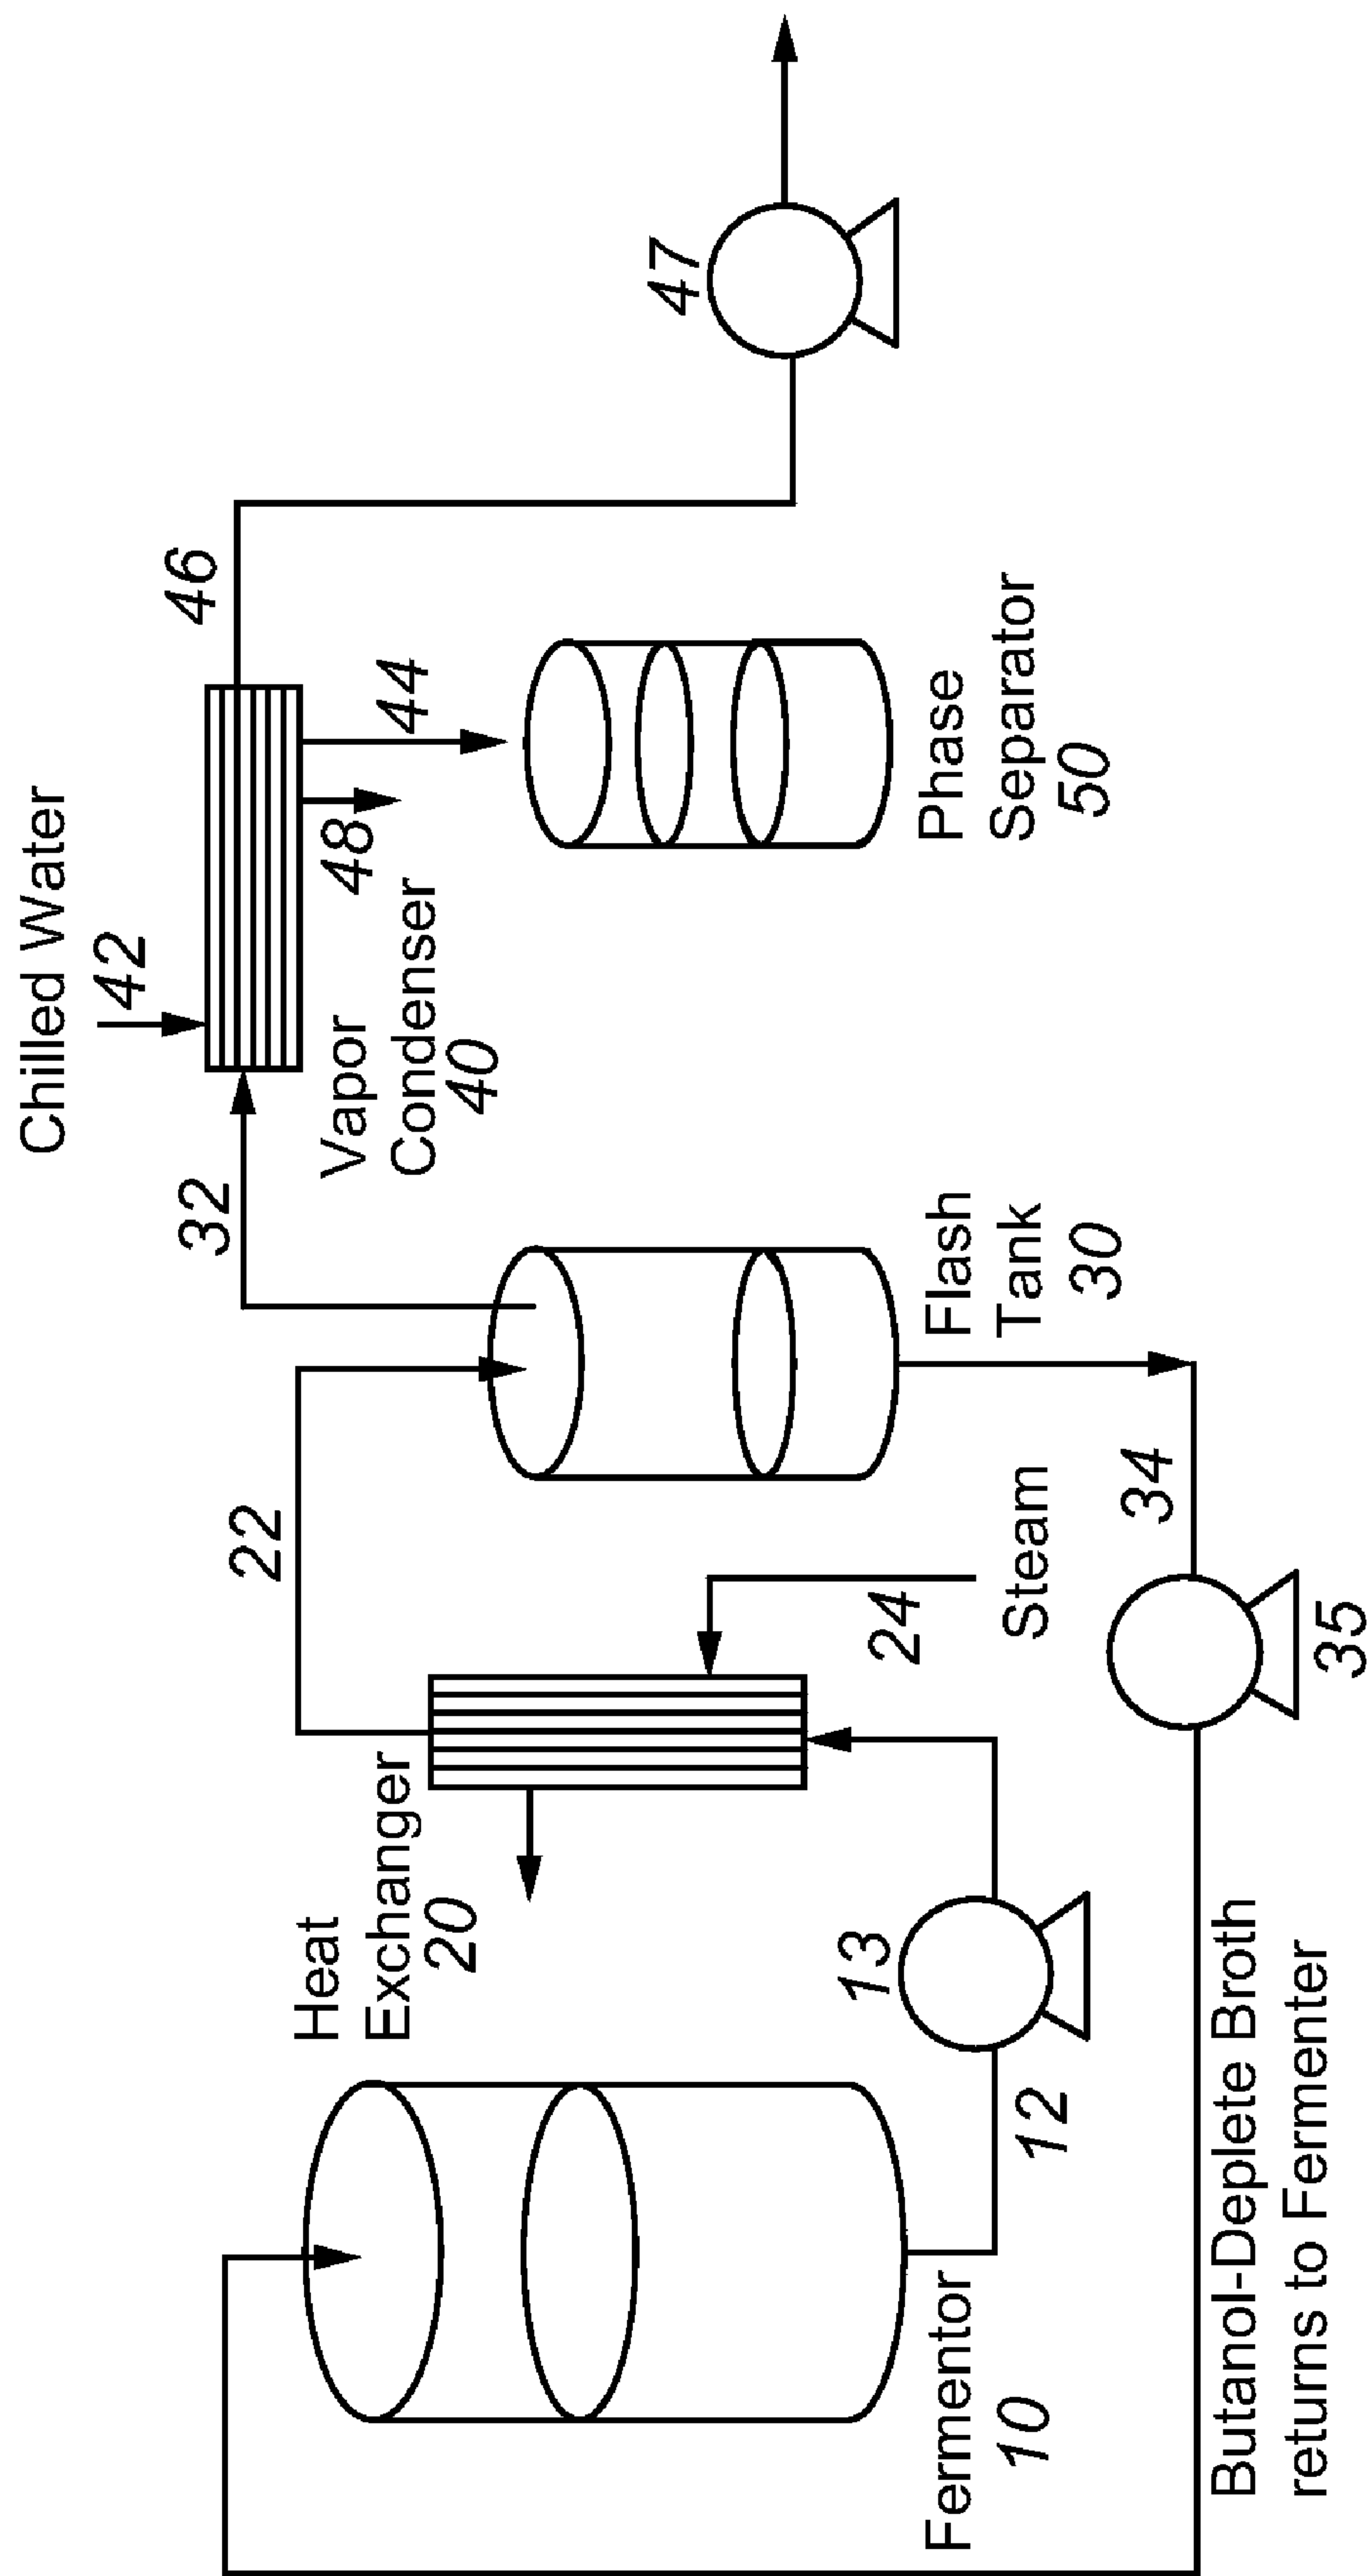 Chilled Water
42
46
32
22
44
48
Vapor
Condenser
40
47
Heat
Exchanger
20
Phase
Separator
50
Flash
Tank
30
24
Steam
13
12
Fermentor
10
34
35
Butanol-Deplete Broth
returns to Fermenter